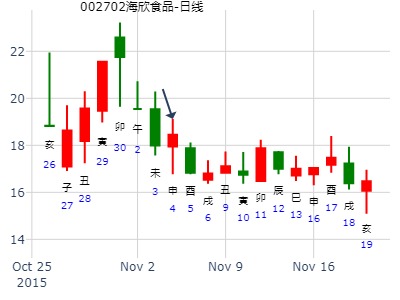 002702海欣食品-日线
22
20
18
16
14
亥
26
子
27
丑
28
寅
29
卯
30
午
2
未
3
申
4
酉
5
戌
6
丑
9
寅
10
卯
11
辰
12
巳
13
申
16
酉
17
戌
18
亥
19
Oct 25
2015
Nov 2
Nov 9
Nov 16